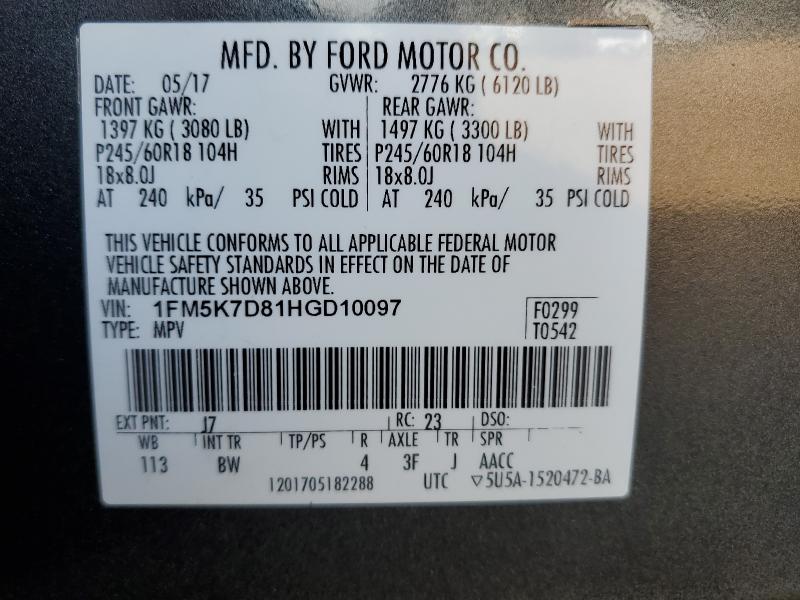 MFD. BY FORD MOTOR CO.
DATE: 05/17 GVWR: 2776 KG ( 6120 LB)
FRONT GAWR: REAR GAWR:
1397 KG ( 3080 LB) WITH 1497 KG ( 3300 LB) WITH
P245/60R18 104H TIRES P245/60R18 104H TIRES
18x8.0J RIMS 18x8.0J RIMS
AT 240 kPa/ 35 PSI COLD AT 240 kPa/ 35 PSI COLD
THIS VEHICLE CONFORMS TO ALL APPLICABLE FEDERAL MOTOR
VEHICLE SAFETY STANDARDS IN EFFECT ON THE DATE OF
MANUFACTURE SHOWN ABOVE.
VIN: 1FM5K7D81HGD10097 F0299
TYPE: MPV T0542
EXT PNT: J7 RC: 23 DSO:
WB INT TR TP/PS R AXLE TR SPR
113 BW 4 3F J AACC
1201705182288 UTC ▽5U5A-1520472-BA